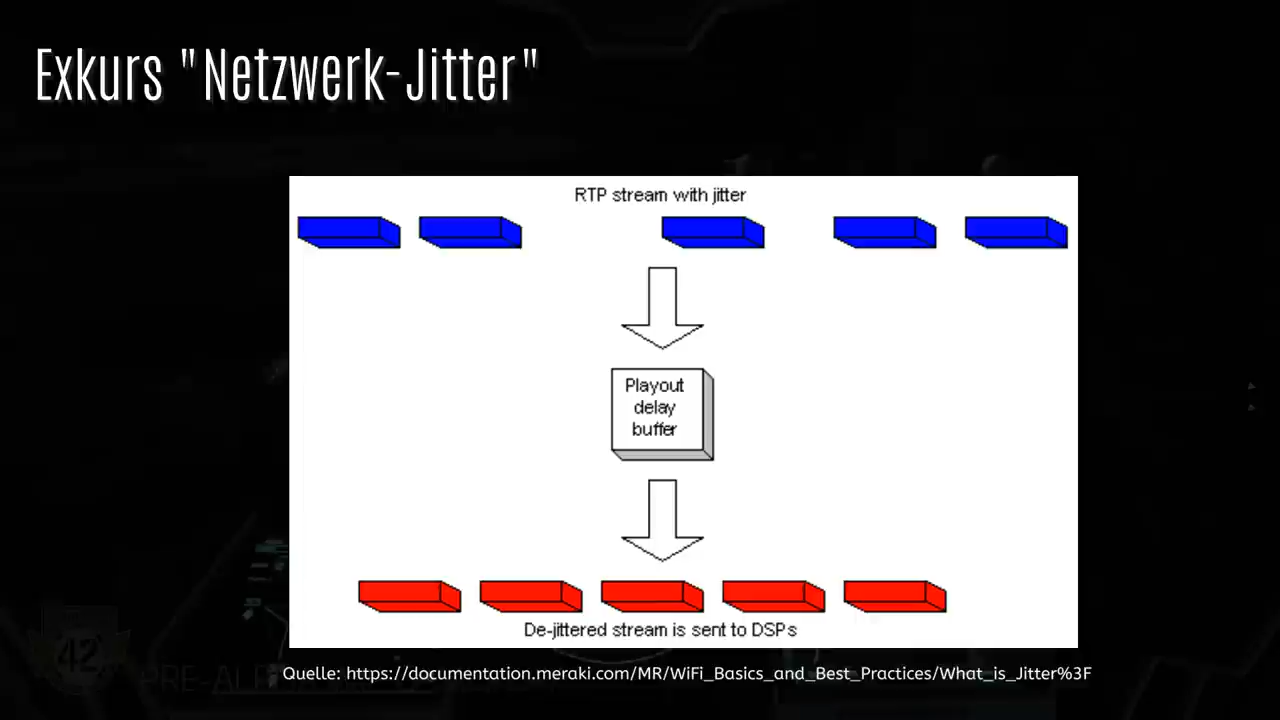 Exkurs "Netzwerk-Jitter"
RTP stream with jitter
Playout
delay
buffer
De-jittered stream is sent to DSPs
42
Quelle: https://documentation.meraki.com/MR/WiFi_Basics_and_Best_Practices/What_is_Jitter%3F